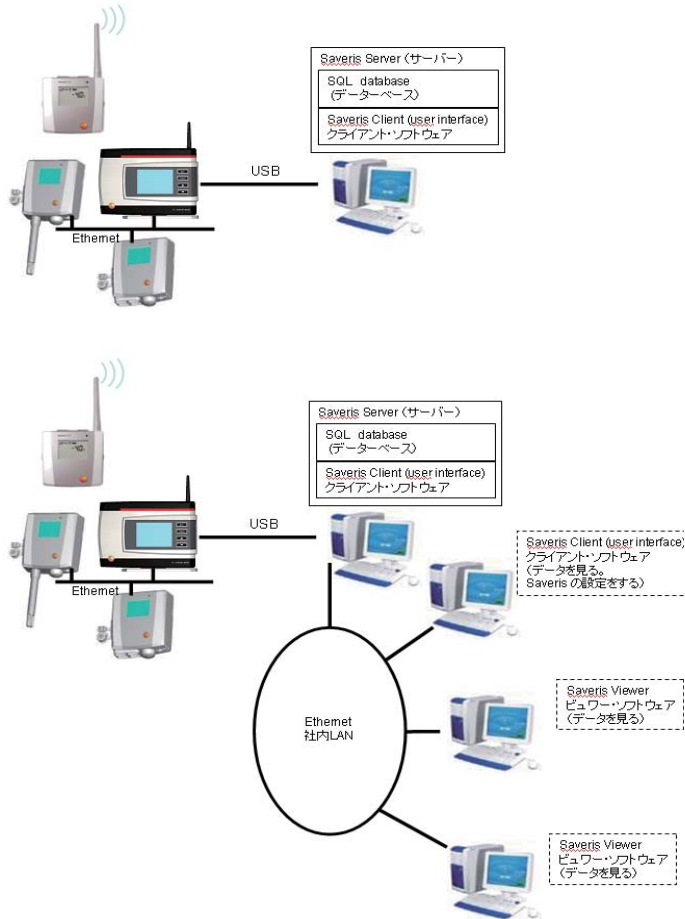 Saveris Server (サーバー)
SQL database
(データーベース)
Saveris Client (user interface)
クライアント・ソフトウェア
USB
Ethernet
Saveris Server (サーバー)
SQL database
(データーベース)
Saveris Client (user interface)
クライアント・ソフトウェア
USB
Ethernet
Saveris Client (user interface)
クライアント・ソフトウェア
(データを見る。
Saveris の設定をする)
Saveris Viewer
ビュワー・ソフトウェア
(データを見る)
Ethernet
社内LAN
Saveris Viewer
ビュワー・ソフトウェア
(データを見る)